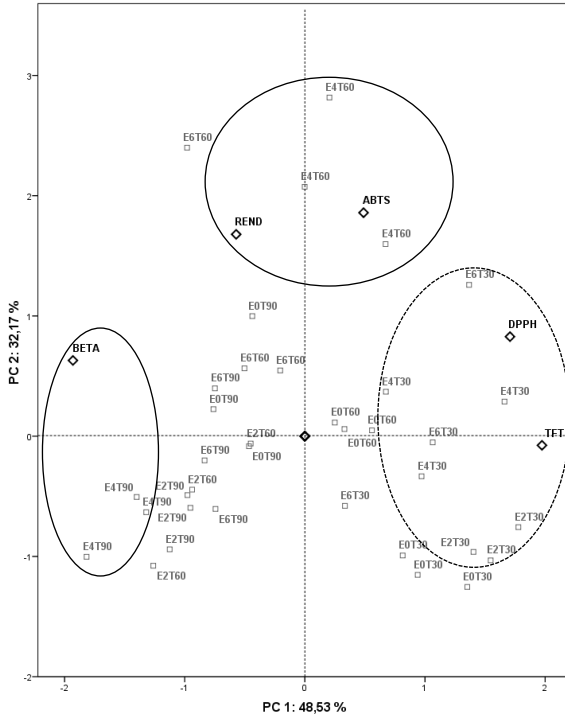 3
E4T60
E6T60
E4T60
2
ABTS
REND
E4T60
E6T30
E0T90
DPPH
1
BETA
E6T60
E6T60
E6T90
E4T30
E4T30
E0T90
E0T60
E0T60
E6T30
TFT
E2T60
0
E0T60
E6T90
E0T90
E4T30
E2T90
E2T60
E4T90
E4T90
E6T30
E2T30
E2T90
E6T90
E2T90
E0T30
E2T30
E2T30
E4T90
-1
E2T60
E0T30
E0T30
-2
-2
-1
0
1
2
PC 1: 48,53 %
PC 2: 32,17 %